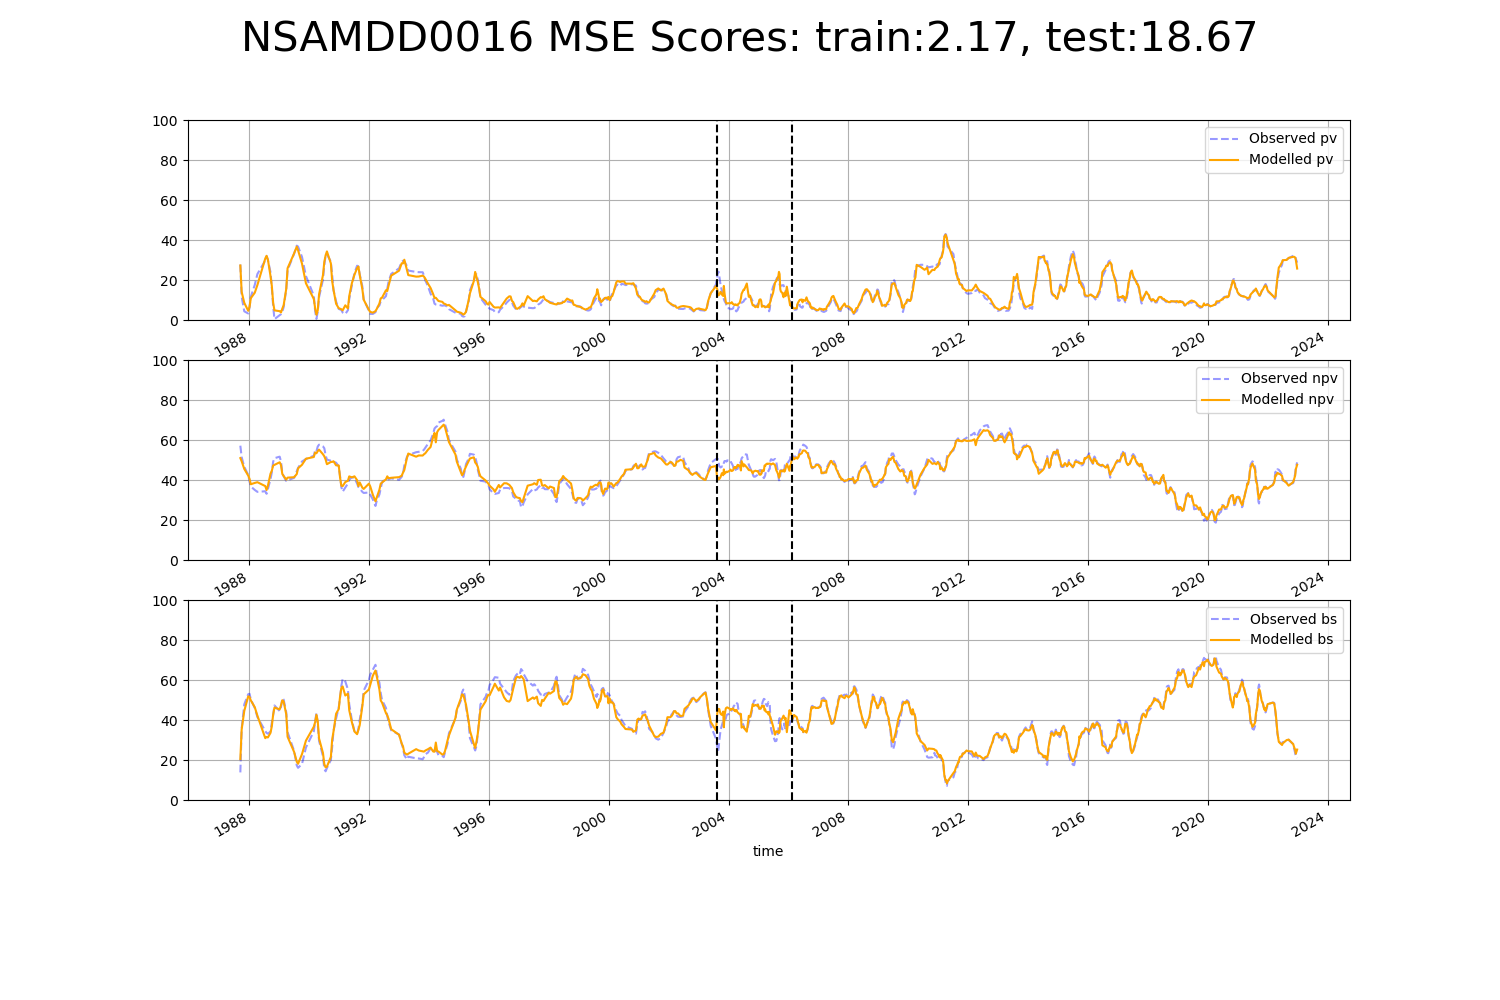 NSAMDD0016 MSE Scores: train:2.17, test:18.67
100
80
60
40
20
0
Observed pv
Modelled pv
1988 1992 1996 2000 2004 2008 2012 2016 2020 2024
100
80
60
40
20
0
Observed npv
Modelled npv
1988 1992 1996 2000 2004 2008 2012 2016 2020 2024
100
80
60
40
20
0
Observed bs
Modelled bs
1988 1992 1996 2000 2004 2008 2012 2016 2020 2024
time